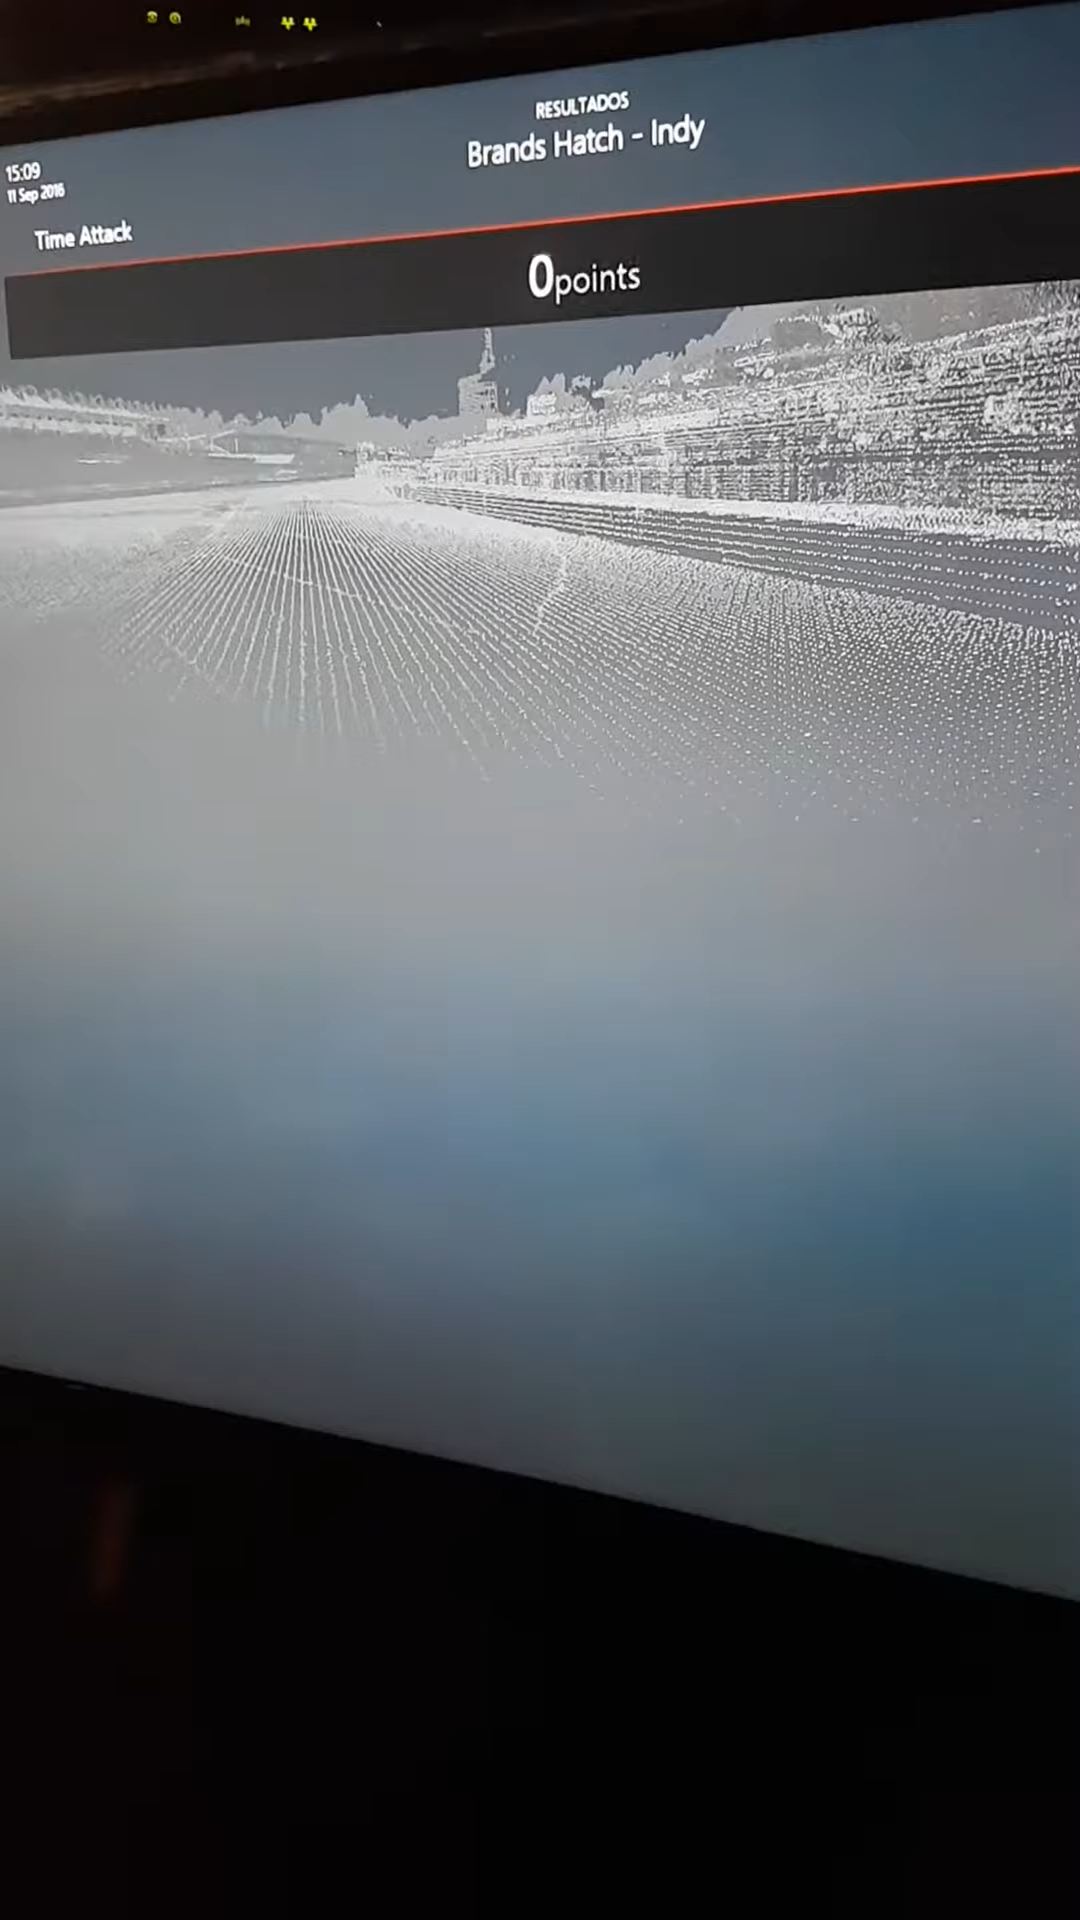 RESULTADOS
Brands Hatch - Indy
15:09
11 Sep 2016
Time Attack
0points